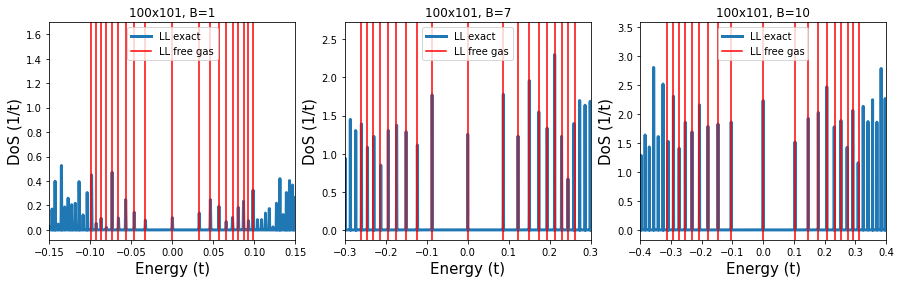 100x101, B=1
LL exact
LL free gas
DoS (1/t)
1.6
1.4
1.2
1.0
0.8
0.6
0.4
0.2
0.0
−0.15 −0.10 −0.05 0.00 0.05 0.10 0.15
Energy (t)
100x101, B=7
LL exact
LL free gas
DoS (1/t)
2.5
2.0
1.5
1.0
0.5
0.0
−0.3 −0.2 −0.1 0.0 0.1 0.2 0.3
Energy (t)
100x101, B=10
LL exact
LL free gas
DoS (1/t)
3.5
3.0
2.5
2.0
1.5
1.0
0.5
0.0
−0.4 −0.3 −0.2 −0.1 0.0 0.1 0.2 0.3 0.4
Energy (t)